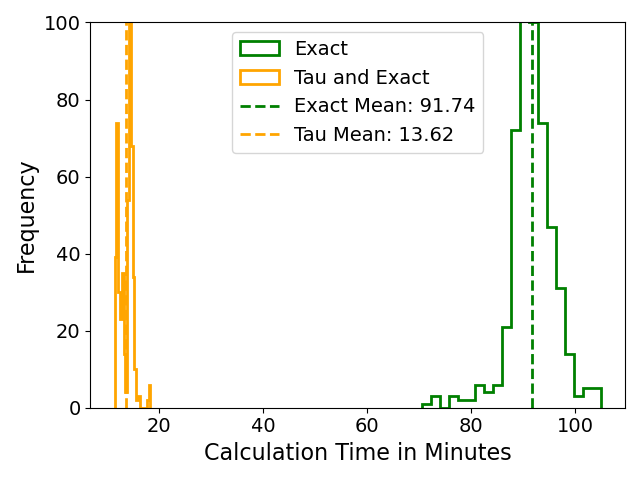 Exact
Tau and Exact
Exact Mean: 91.74
Tau Mean: 13.62
Frequency
100
80
60
40
20
0
20 40 60 80 100
Calculation Time in Minutes